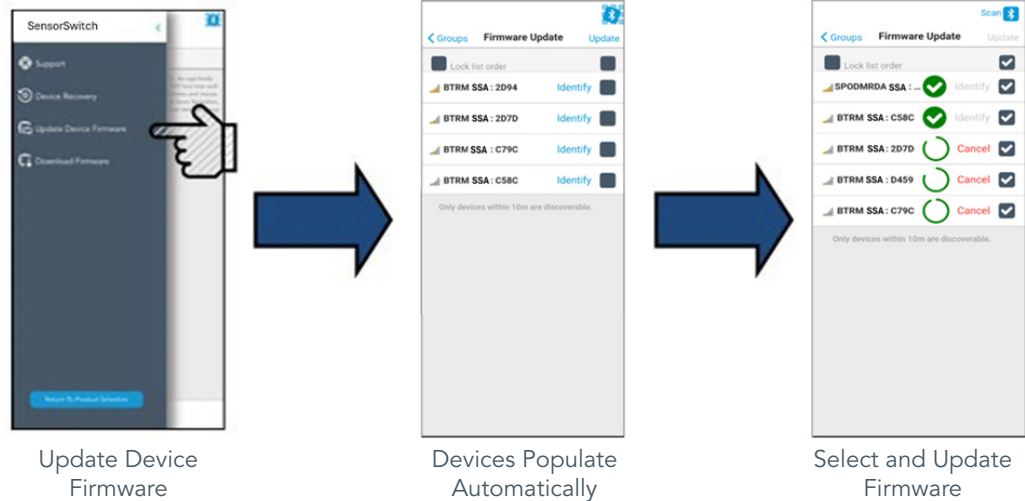 SensorSwitch
Support
Device Recovery
Update Device Firmware
Download Firmware
Return To Product Selection
Update Device
Firmware
Groups Firmware Update Update
Lock list order
BTRM SSA : 2D94 Identify
BTRM SSA : 2D7D Identify
BTRM SSA : C79C Identify
BTRM SSA : C58C Identify
Only devices within 10m are discoverable.
Devices Populate
Automatically
Scan
Groups Firmware Update Update
Lock list order
SPODMRDA SSA : ... Identify
BTRM SSA : C58C Identify
BTRM SSA : 2D7D Cancel
BTRM SSA : D459 Cancel
BTRM SSA : C79C Cancel
Only devices within 10m are discoverable.
Select and Update
Firmware